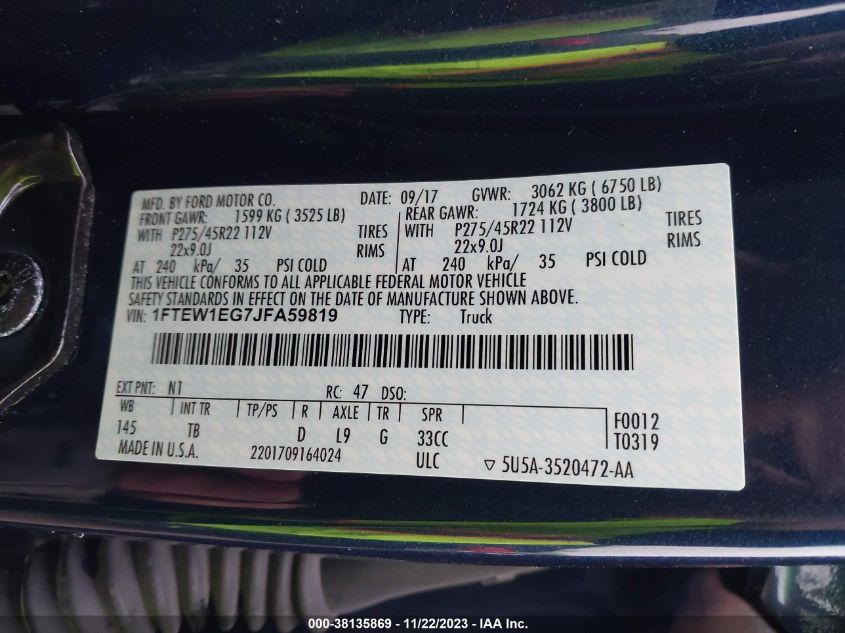 MFD. BY FORD MOTOR CO. DATE: 09/17 GVWR: 3062 KG ( 6750 LB)
FRONT GAWR: 1599 KG ( 3525 LB) REAR GAWR: 1724 KG ( 3800 LB)
WITH P275/45R22 112V TIRES WITH P275/45R22 112V TIRES
22x9.0J RIMS 22x9.0J RIMS
AT 240 kPa/ 35 PSI COLD AT 240 kPa/ 35 PSI COLD
THIS VEHICLE CONFORMS TO ALL APPLICABLE FEDERAL MOTOR VEHICLE
SAFETY STANDARDS IN EFFECT ON THE DATE OF MANUFACTURE SHOWN ABOVE.
VIN: 1FTEW1EG7JFA59819 TYPE: Truck
EXT PNT: N1 RC: 47 DSO:
WB INT TR TP/PS R AXLE TR SPR F0012
145 TB D L9 G 33CC T0319
MADE IN U.S.A. 2201709164024 ULC ▽ 5U5A-3520472-AA
000-38135869 - 11/22/2023 - IAA Inc.